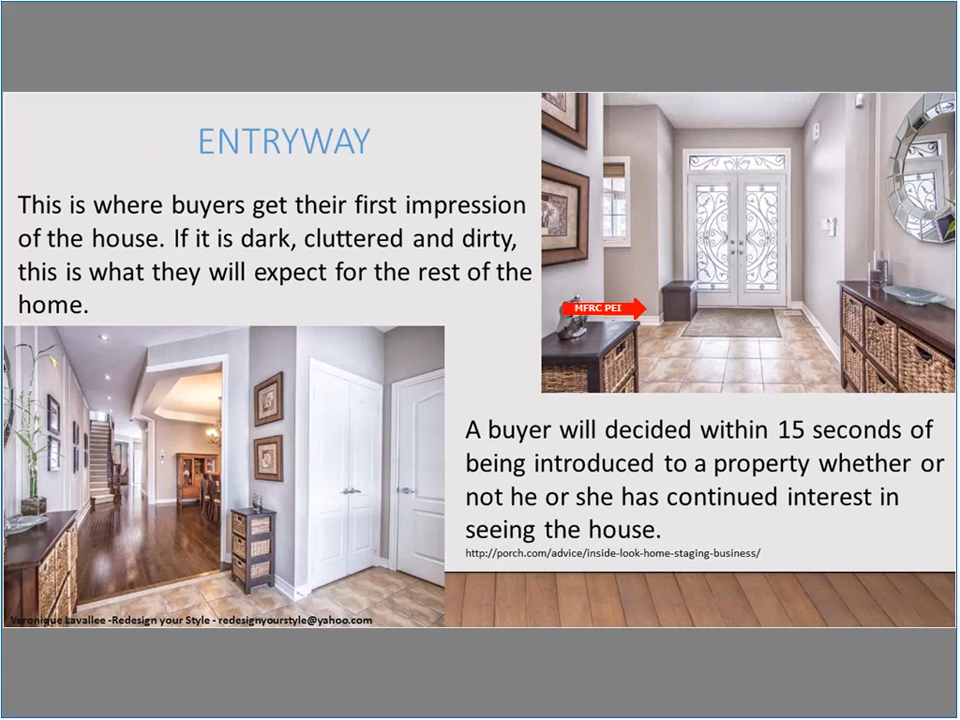 ENTRYWAY
This is where buyers get their first impression
of the house. If it is dark, cluttered and dirty,
this is what they will expect for the rest of the
home.
MFRC PEI
A buyer will decided within 15 seconds of
being introduced to a property whether or
not he or she has continued interest in
seeing the house.
http://porch.com/advice/inside-look-home-staging-business/
Veronique Lavallee -Redesign your Style - redesignyourstyle@yahoo.com